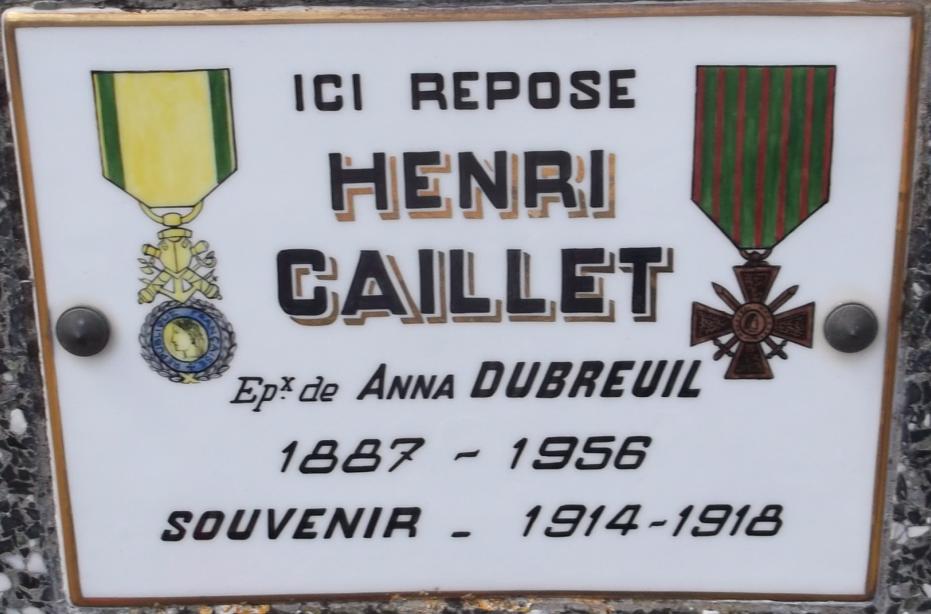 ICI REPOSE
HENRI
CAILLET
Epx de ANNA DUBREUIL
1887 - 1956
SOUVENIR - 1914-1918